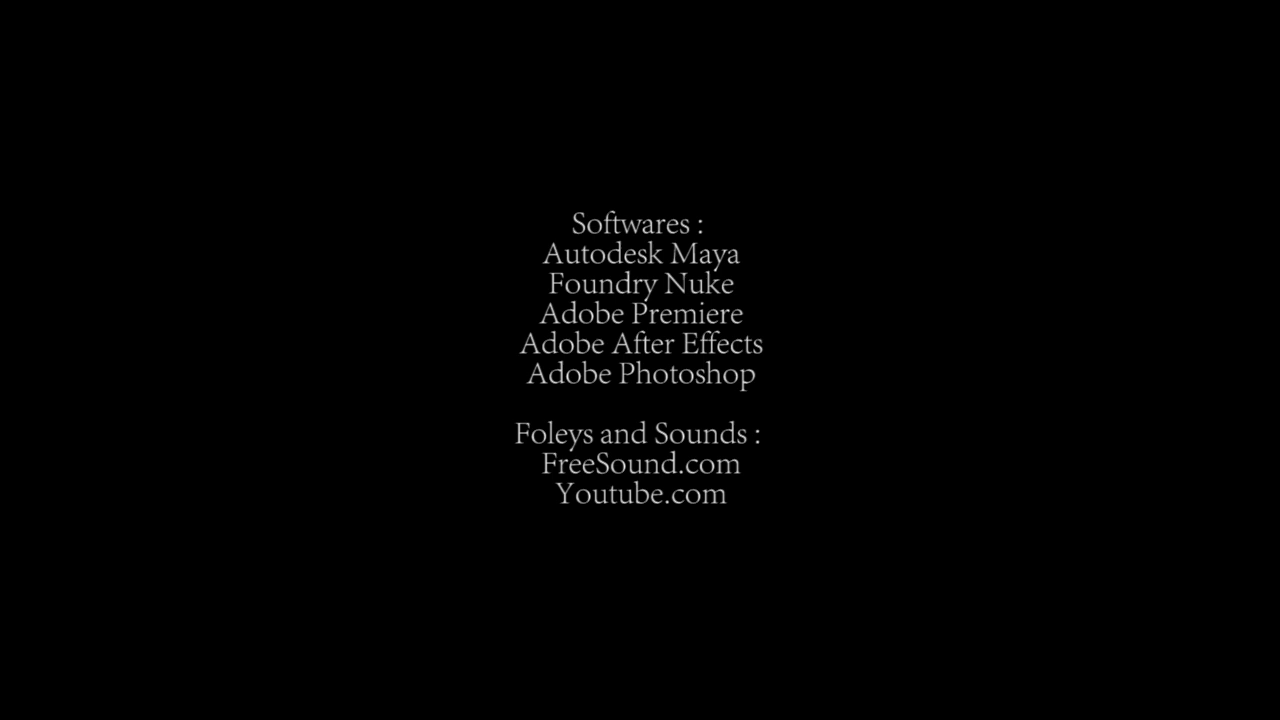 Softwares :
Autodesk Maya
Foundry Nuke
Adobe Premiere
Adobe After Effects
Adobe Photoshop
Foleys and Sounds :
FreeSound.com
Youtube.com